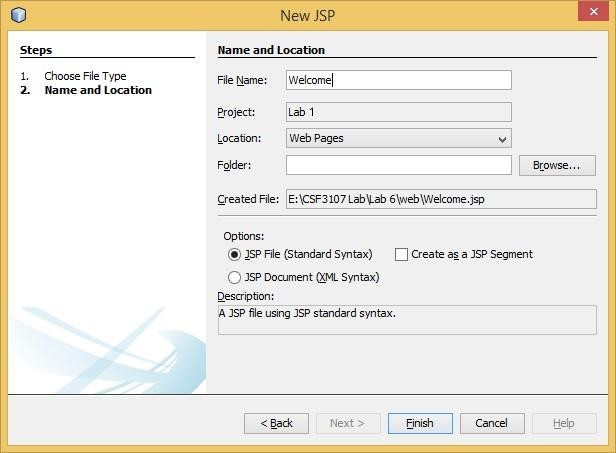 New JSP
Steps
1. Choose File Type
2. Name and Location
Name and Location
File Name: Welcome
Project: Lab 1
Location: Web Pages
Folder: Browse...
Created File: E:\CSF3107 Lab\Lab 6\web\Welcome.jsp
Options:
JSP File (Standard Syntax) Create as a JSP Segment
JSP Document (XML Syntax)
Description:
A JSP file using JSP standard syntax.
< Back Next > Finish Cancel Help